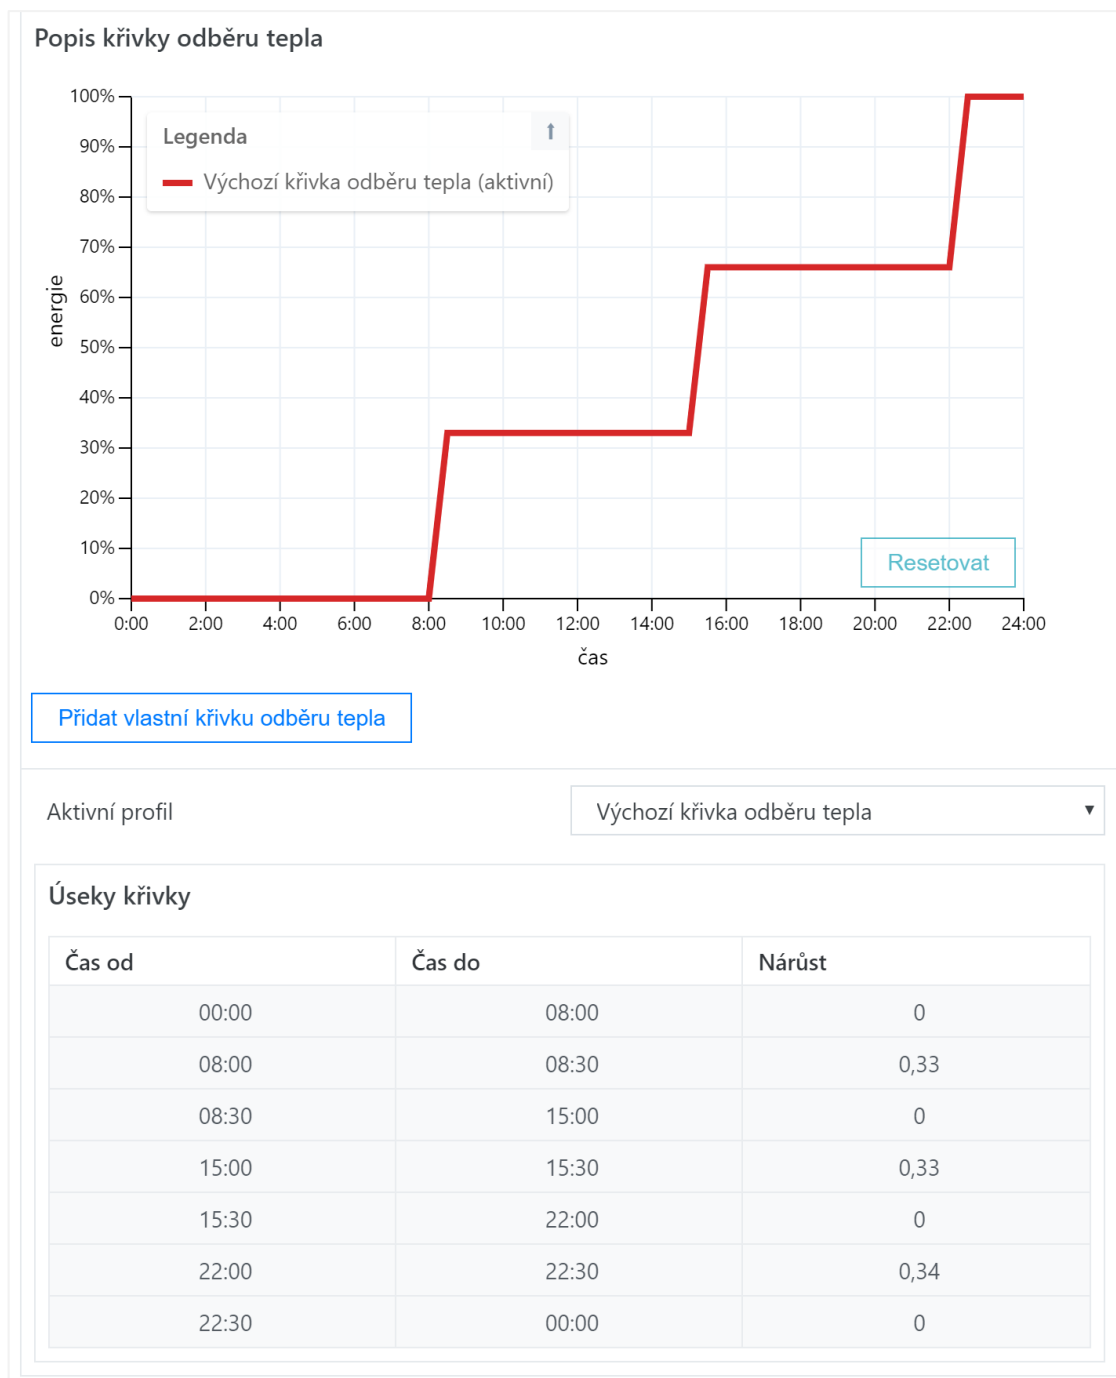 Popis křivky odběru tepla
100%
90%
80%
70%
60%
50%
40%
30%
20%
10%
0%
energie
Legenda
Výchozí křivka odběru tepla (aktivní)
Resetovat
0:00 2:00 4:00 6:00 8:00 10:00 12:00 14:00 16:00 18:00 20:00 22:00 24:00
čas
Přidat vlastní křivku odběru tepla
Aktivní profil Výchozí křivka odběru tepla
Úseky křivky
Čas od Čas do Nárůst
00:00 08:00 0
08:00 08:30 0,33
08:30 15:00 0
15:00 15:30 0,33
15:30 22:00 0
22:00 22:30 0,34
22:30 00:00 0